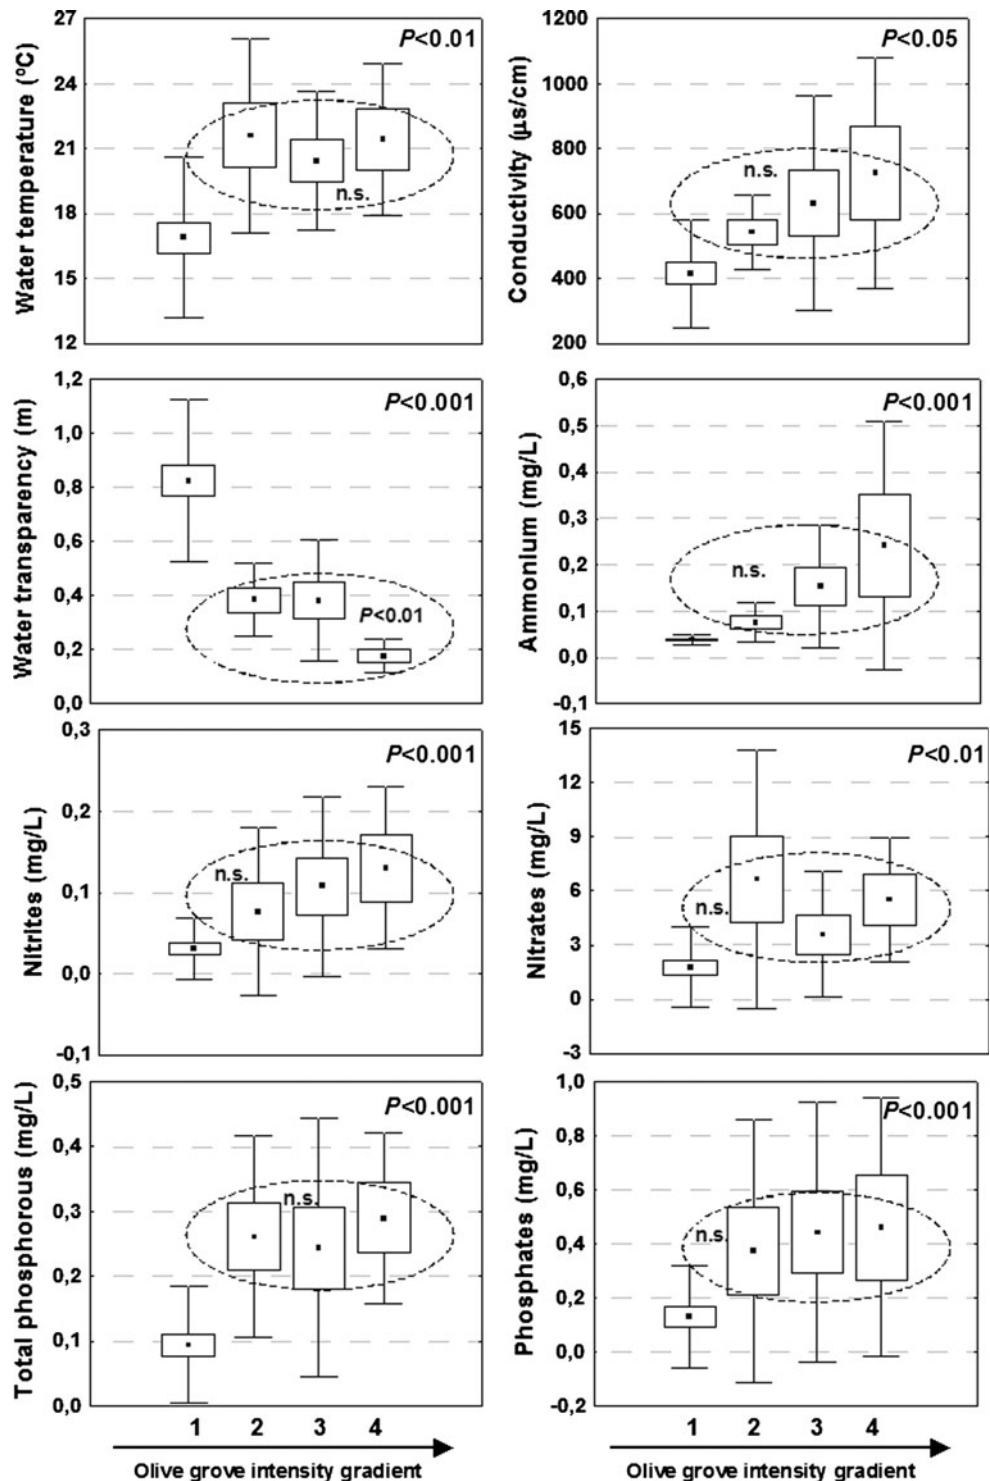 Water temperature (ºC)
27
24
21
18
15
12
P<0.01
n.s.
Conductivity (µs/cm)
1200
1000
800
600
400
200
P<0.05
n.s.
Water transparency (m)
1,2
1,0
0,8
0,6
0,4
0,2
0,0
P<0.001
P<0.01
Ammonium (mg/L)
0,6
0,5
0,4
0,3
0,2
0,1
0,0
-0,1
P<0.001
n.s.
Nitrites (mg/L)
0,3
0,2
0,1
0,0
-0,1
P<0.001
n.s.
Nitrates (mg/L)
15
12
9
6
3
0
-3
P<0.01
n.s.
Total phosphorous (mg/L)
0,5
0,4
0,3
0,2
0,1
0,0
P<0.001
n.s.
1 2 3 4
Olive grove intensity gradient
Phosphates (mg/L)
1,0
0,8
0,6
0,4
0,2
0,0
-0,2
P<0.001
n.s.
1 2 3 4
Olive grove intensity gradient